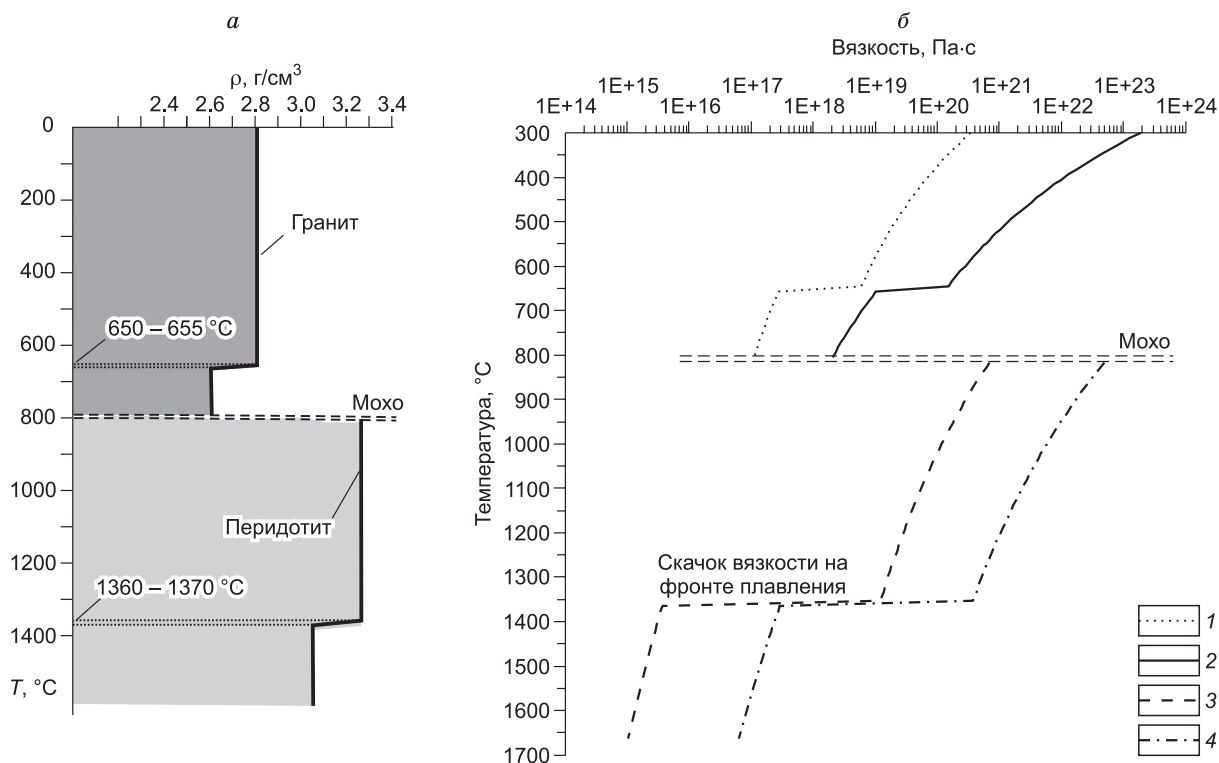 а
ρ, г/см³
2.4 2.6 2.8 3.0 3.2 3.4
0
200
400
600
800
1000
1200
1400
T, °C
Гранит
650 – 655 °C
Мохо
Перидотит
1360 – 1370 °C
б
Вязкость, Па·с
1E+15 1E+17 1E+19 1E+21 1E+23
1E+14 1E+16 1E+18 1E+20 1E+22 1E+24
Температура, °C
300
400
500
600
700
800
900
1000
1100
1200
1300
1400
1500
1600
1700
Мохо
Скачок вязкости на
фронте плавления
1
2
3
4